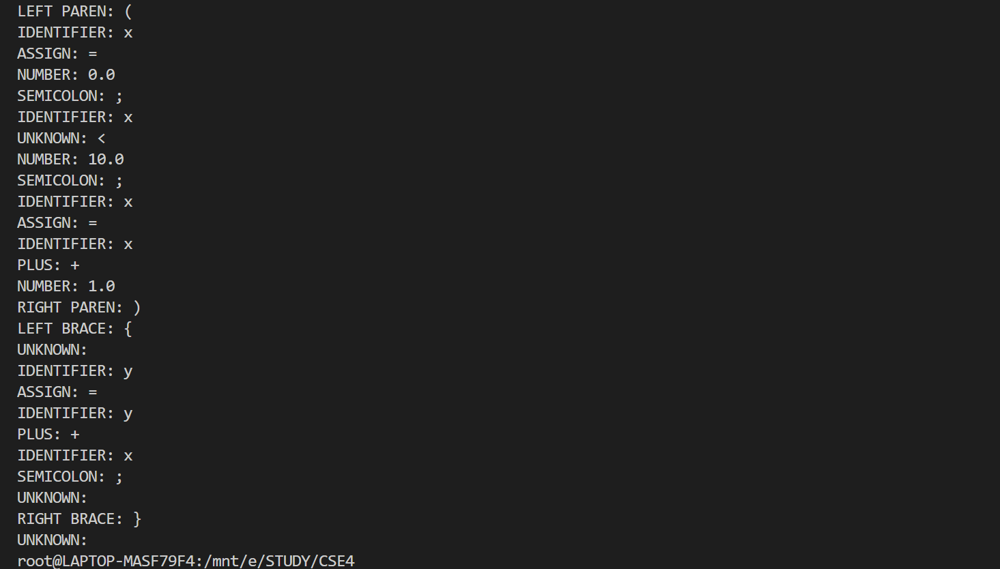 LEFT PAREN: (
IDENTIFIER: x
ASSIGN: =
NUMBER: 0.0
SEMICOLON: ;
IDENTIFIER: x
UNKNOWN: <
NUMBER: 10.0
SEMICOLON: ;
IDENTIFIER: x
ASSIGN: =
IDENTIFIER: x
PLUS: +
NUMBER: 1.0
RIGHT PAREN: )
LEFT BRACE: {
UNKNOWN:
IDENTIFIER: y
ASSIGN: =
IDENTIFIER: y
PLUS: +
IDENTIFIER: x
SEMICOLON: ;
UNKNOWN:
RIGHT BRACE: }
UNKNOWN:
root@LAPTOP-MASF79F4:/mnt/e/STUDY/CSE4